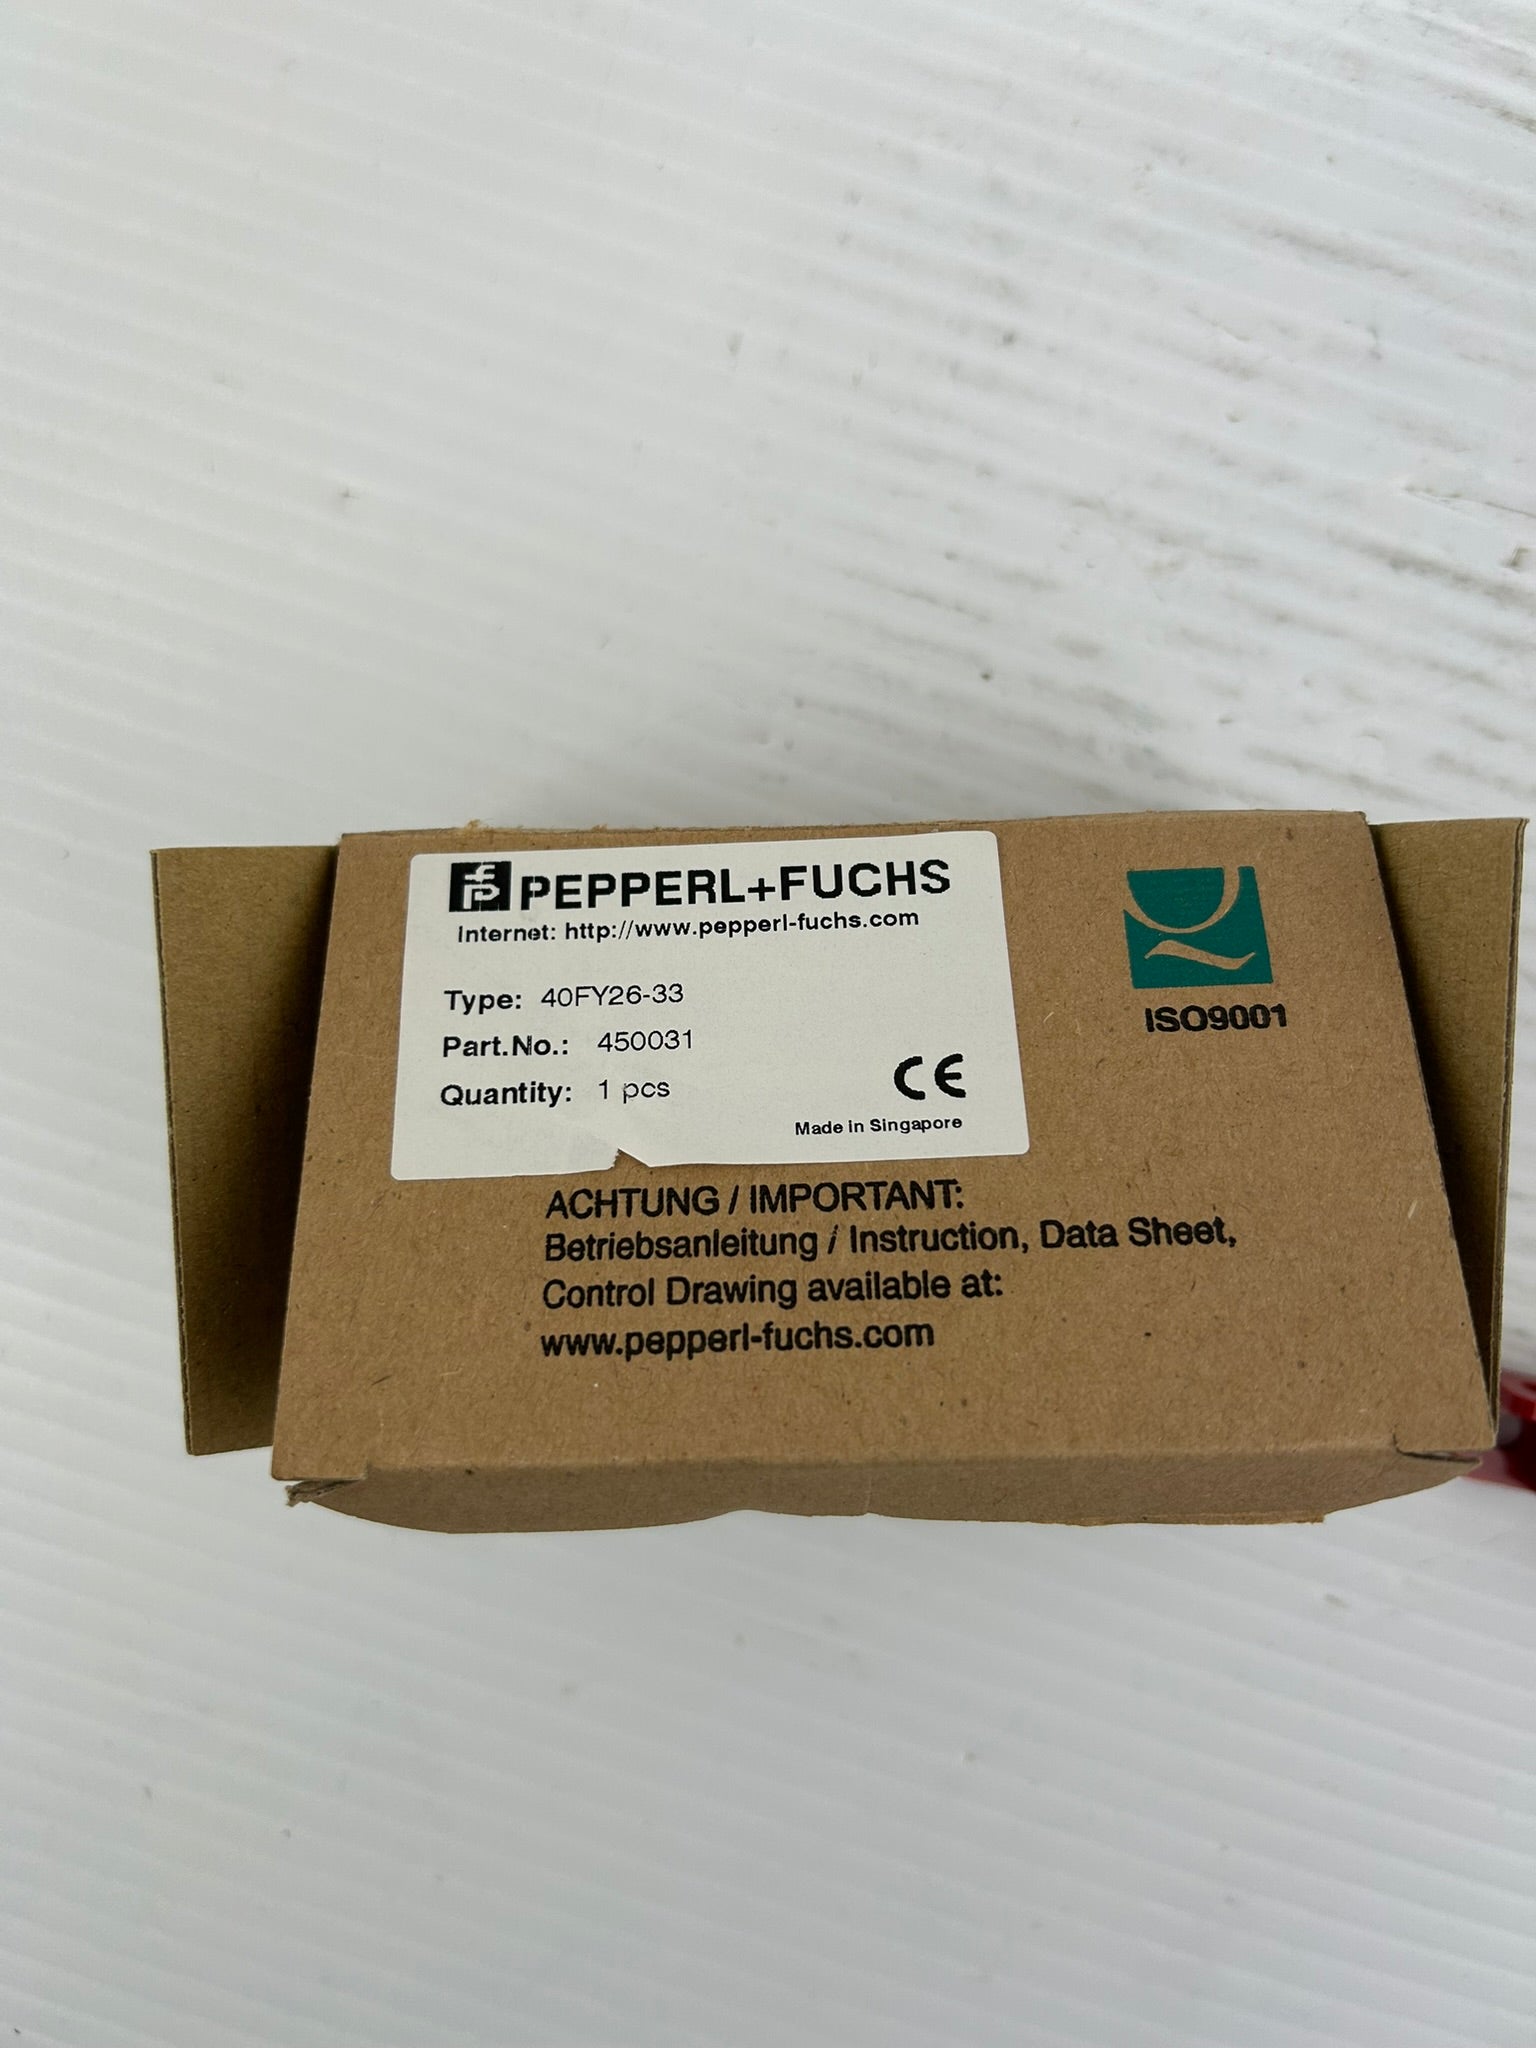 PEPPERL+FUCHS
Internet: http://www.pepperl-fuchs.com
Type: 40FY26-33
Part.No.: 450031
Quantity: 1 pcs
CE
Made in Singapore
ISO9001
ACHTUNG / IMPORTANT:
Betriebsanleitung / Instruction, Data Sheet,
Control Drawing available at:
www.pepperl-fuchs.com